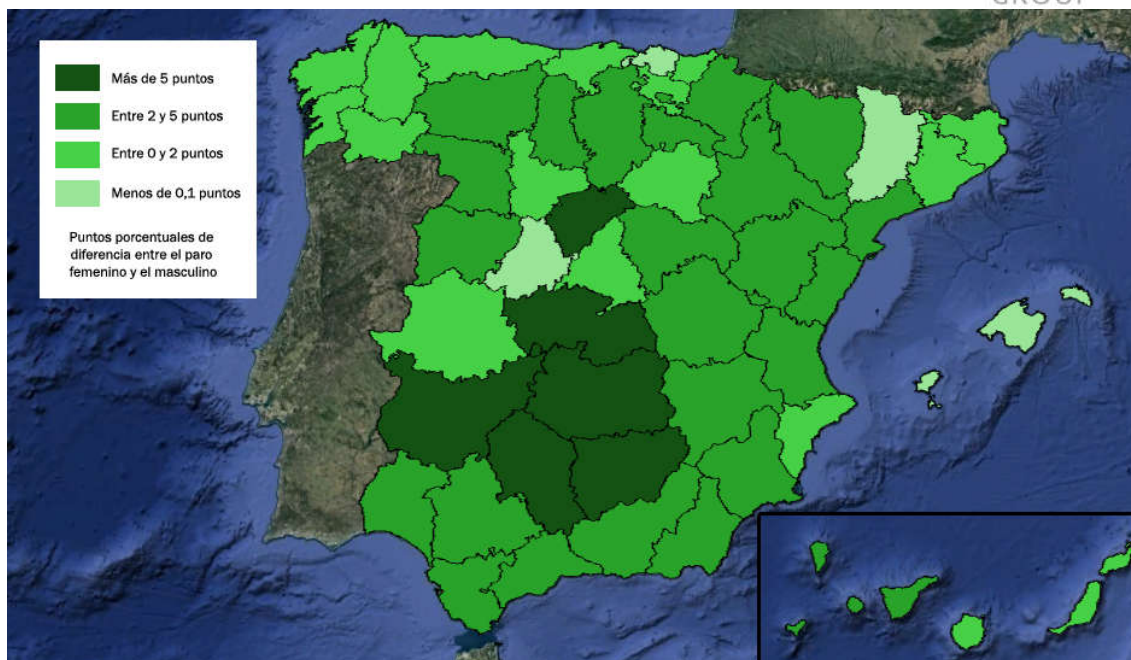 GROUP
Más de 5 puntos
Entre 2 y 5 puntos
Entre 0 y 2 puntos
Menos de 0,1 puntos
Puntos porcentuales de
diferencia entre el paro
femenino y el masculino